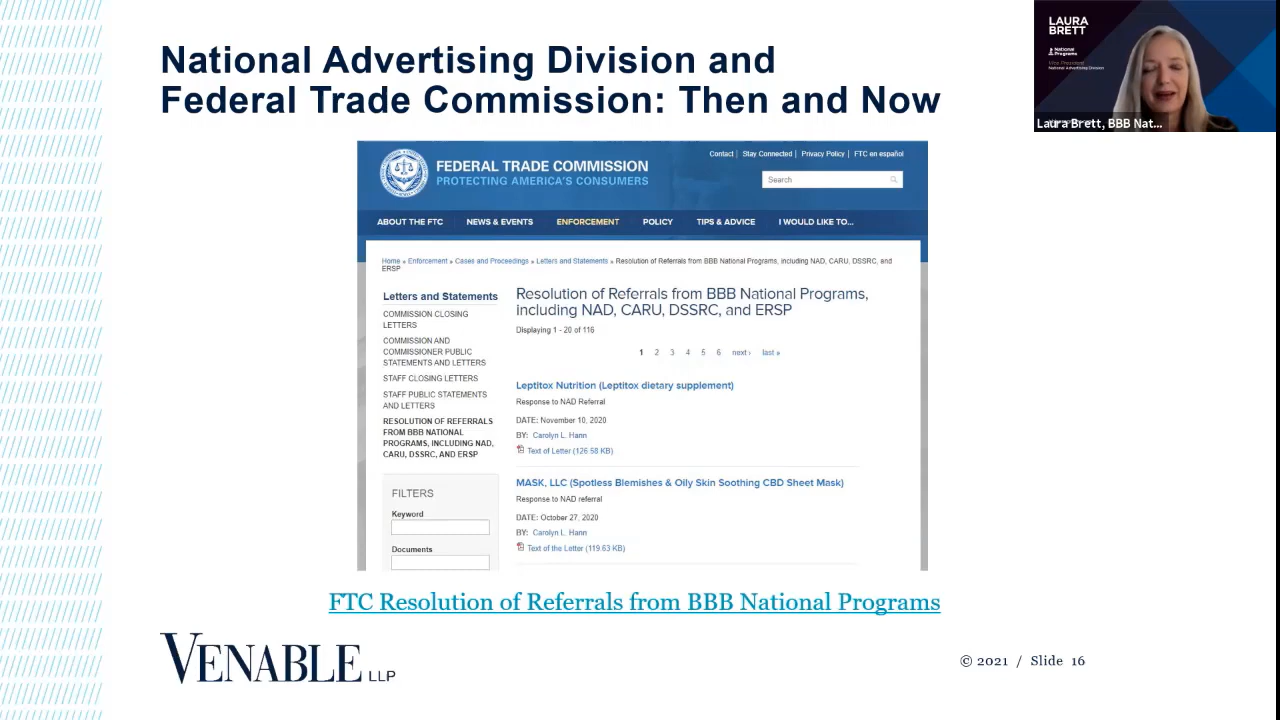 National Advertising Division and
Federal Trade Commission: Then and Now
LAURA
BRETT
National
Programs
Vice President
National Advertising Division
Laura Brett, BBB Nat...
FEDERAL TRADE COMMISSION
PROTECTING AMERICA'S CONSUMERS
Contact | Stay Connected | Privacy Policy | FTC en español
Search
ABOUT THE FTC NEWS & EVENTS ENFORCEMENT POLICY TIPS & ADVICE I WOULD LIKE TO...
Home » Enforcement » Cases and Proceedings » Letters and Statements » Resolution of Referrals from BBB National Programs, including NAD, CARU, DSSRC, and
ERSP
Letters and Statements
COMMISSION CLOSING
LETTERS
COMMISSION AND
COMMISSIONER PUBLIC
STATEMENTS AND LETTERS
STAFF CLOSING LETTERS
STAFF PUBLIC STATEMENTS
AND LETTERS
RESOLUTION OF REFERRALS
FROM BBB NATIONAL
PROGRAMS, INCLUDING NAD,
CARU, DSSRC, AND ERSP
FILTERS
Keyword
Documents
Resolution of Referrals from BBB National Programs,
including NAD, CARU, DSSRC, and ERSP
Displaying 1 - 20 of 116
1 2 3 4 5 6 next › last »
Leptitox Nutrition (Leptitox dietary supplement)
Response to NAD Referral
DATE: November 10, 2020
BY: Carolyn L. Hann
Text of Letter (126.58 KB)
MASK, LLC (Spotless Blemishes & Oily Skin Soothing CBD Sheet Mask)
Response to NAD referral
DATE: October 27, 2020
BY: Carolyn L. Hann
Text of the Letter (119.63 KB)
FTC Resolution of Referrals from BBB National Programs
VENABLE LLP
© 2021 / Slide 16